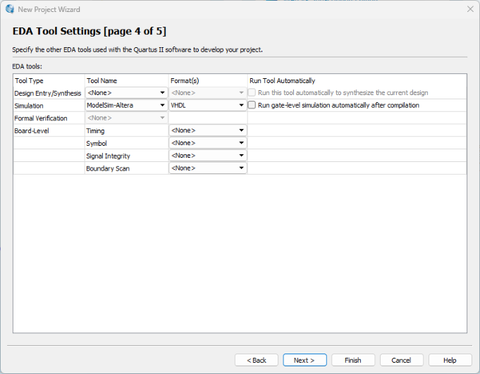 New Project Wizard
EDA Tool Settings [page 4 of 5]
Specify the other EDA tools used with the Quartus II software to develop your project.
EDA tools:
Tool Type Tool Name Format(s) Run Tool Automatically
Design Entry/Synthesis <None> <None> Run this tool automatically to synthesize the current design
Simulation ModelSim-Altera VHDL Run gate-level simulation automatically after compilation
Formal Verification <None>
Board-Level Timing <None>
Symbol <None>
Signal Integrity <None>
Boundary Scan <None>
< Back Next > Finish Cancel Help